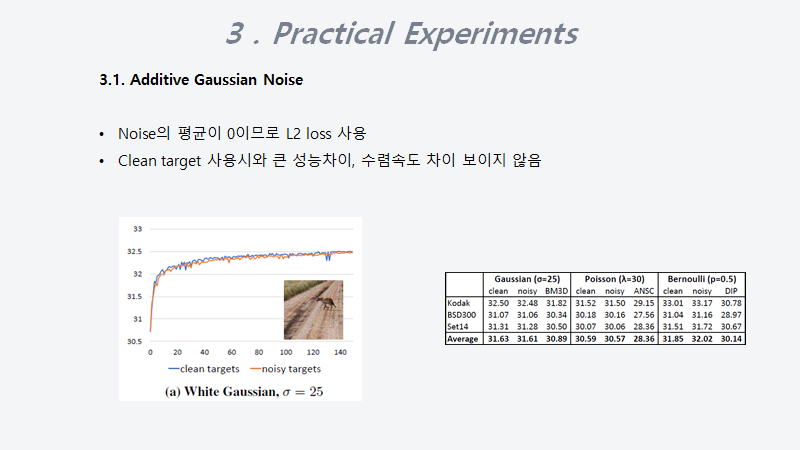 3 . Practical Experiments
3.1. Additive Gaussian Noise
• Noise의 평균이 0이므로 L2 loss 사용
• Clean target 사용시와 큰 성능차이, 수렴속도 차이 보이지 않음
33
32.5
32
31.5
31
30.5
0 20 40 60 80 100 120 140
clean targets noisy targets
(a) White Gaussian, σ = 25
Gaussian (σ=25) Poisson (λ=30) Bernoulli (p=0.5)
clean noisy BM3D clean noisy ANSC clean noisy DIP
Kodak 32.50 32.48 31.82 31.52 31.50 29.15 33.01 33.17 30.78
BSD300 31.07 31.06 30.34 30.18 30.16 27.56 31.04 31.16 28.97
Set14 31.31 31.28 30.50 30.07 30.06 28.36 31.51 31.72 30.67
Average 31.63 31.61 30.89 30.59 30.57 28.36 31.85 32.02 30.14